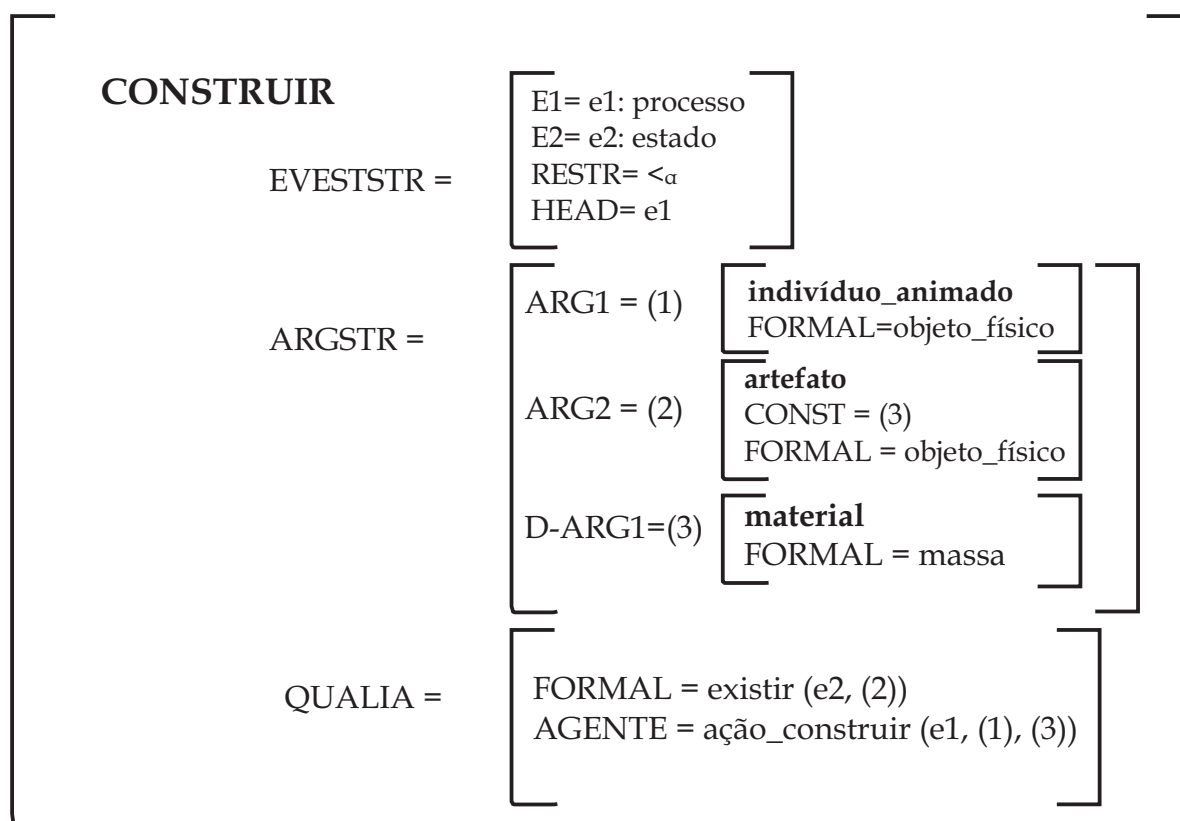 CONSTRUIR
EVESTSTR =
E1= e1: processo
E2= e2: estado
RESTR= <α
HEAD= e1
ARGSTR =
ARG1 = (1)
indivíduo_animado
FORMAL=objeto_físico
ARG2 = (2)
artefato
CONST = (3)
FORMAL = objeto_físico
D-ARG1=(3)
material
FORMAL = massa
QUALIA =
FORMAL = existir (e2, (2))
AGENTE = ação_construir (e1, (1), (3))